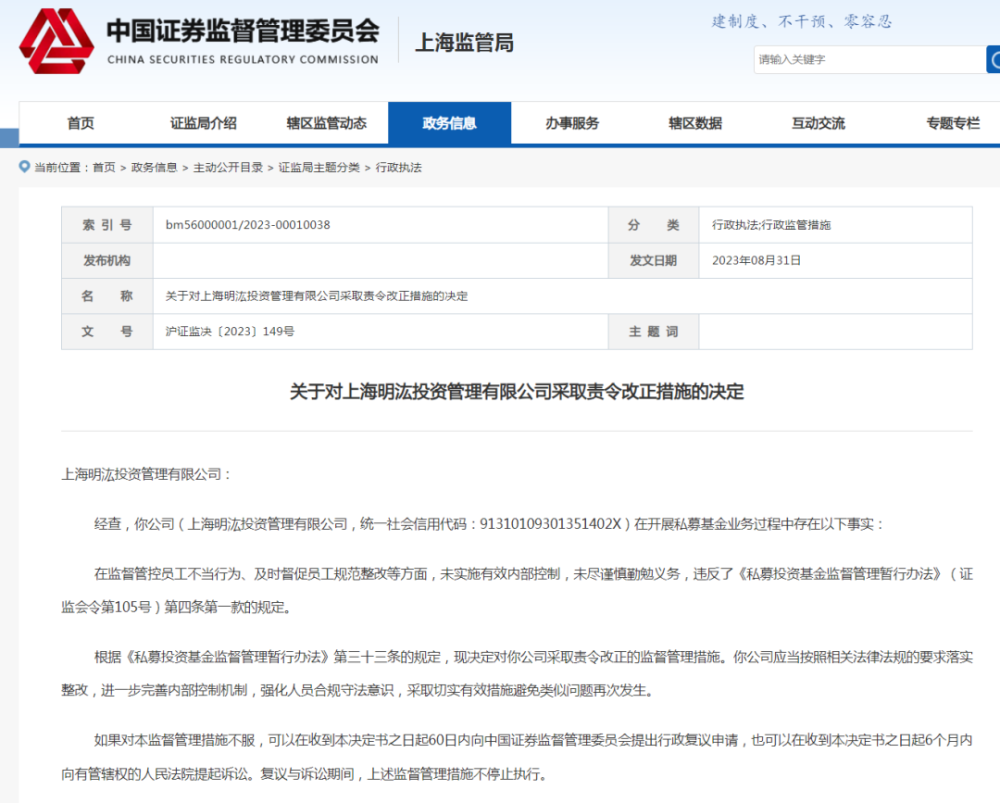 中国证券监督管理委员会
CHINA SECURITIES REGULATORY COMMISSION
上海监管局
建制度、不干预、零容忍
请输入关键字
首页 证监局介绍 辖区监管动态 政务信息 办事服务 辖区数据 互动交流 专题专栏
当前位置：首页 > 政务信息 > 主动公开目录 > 证监局主题分类 > 行政执法
索 引 号 bm56000001/2023-00010038 分 类 行政执法;行政监管措施
发布机构 发文日期 2023年08月31日
名 称 关于对上海明汯投资管理有限公司采取责令改正措施的决定
文 号 沪证监决〔2023〕149号 主 题 词
关于对上海明汯投资管理有限公司采取责令改正措施的决定
上海明汯投资管理有限公司：
经查，你公司（上海明汯投资管理有限公司，统一社会信用代码：91310109301351402X）在开展私募基金业务过程中存在以下事实：
在监督管控员工不当行为、及时督促员工规范整改等方面，未实施有效内部控制，未尽谨慎勤勉义务，违反了《私募投资基金监督管理暂行办法》（证
监会令第105号）第四条第一款的规定。
根据《私募投资基金监督管理暂行办法》第三十三条的规定，现决定对你公司采取责令改正的监督管理措施。你公司应当按照相关法律法规的要求落实
整改，进一步完善内部控制机制，强化人员合规守法意识，采取切实有效措施避免类似问题再次发生。
如果对本监督管理措施不服，可以在收到本决定书之日起60日内向中国证券监督管理委员会提出行政复议申请，也可以在收到本决定书之日起6个月内
向有管辖权的人民法院提起诉讼。复议与诉讼期间，上述监督管理措施不停止执行。